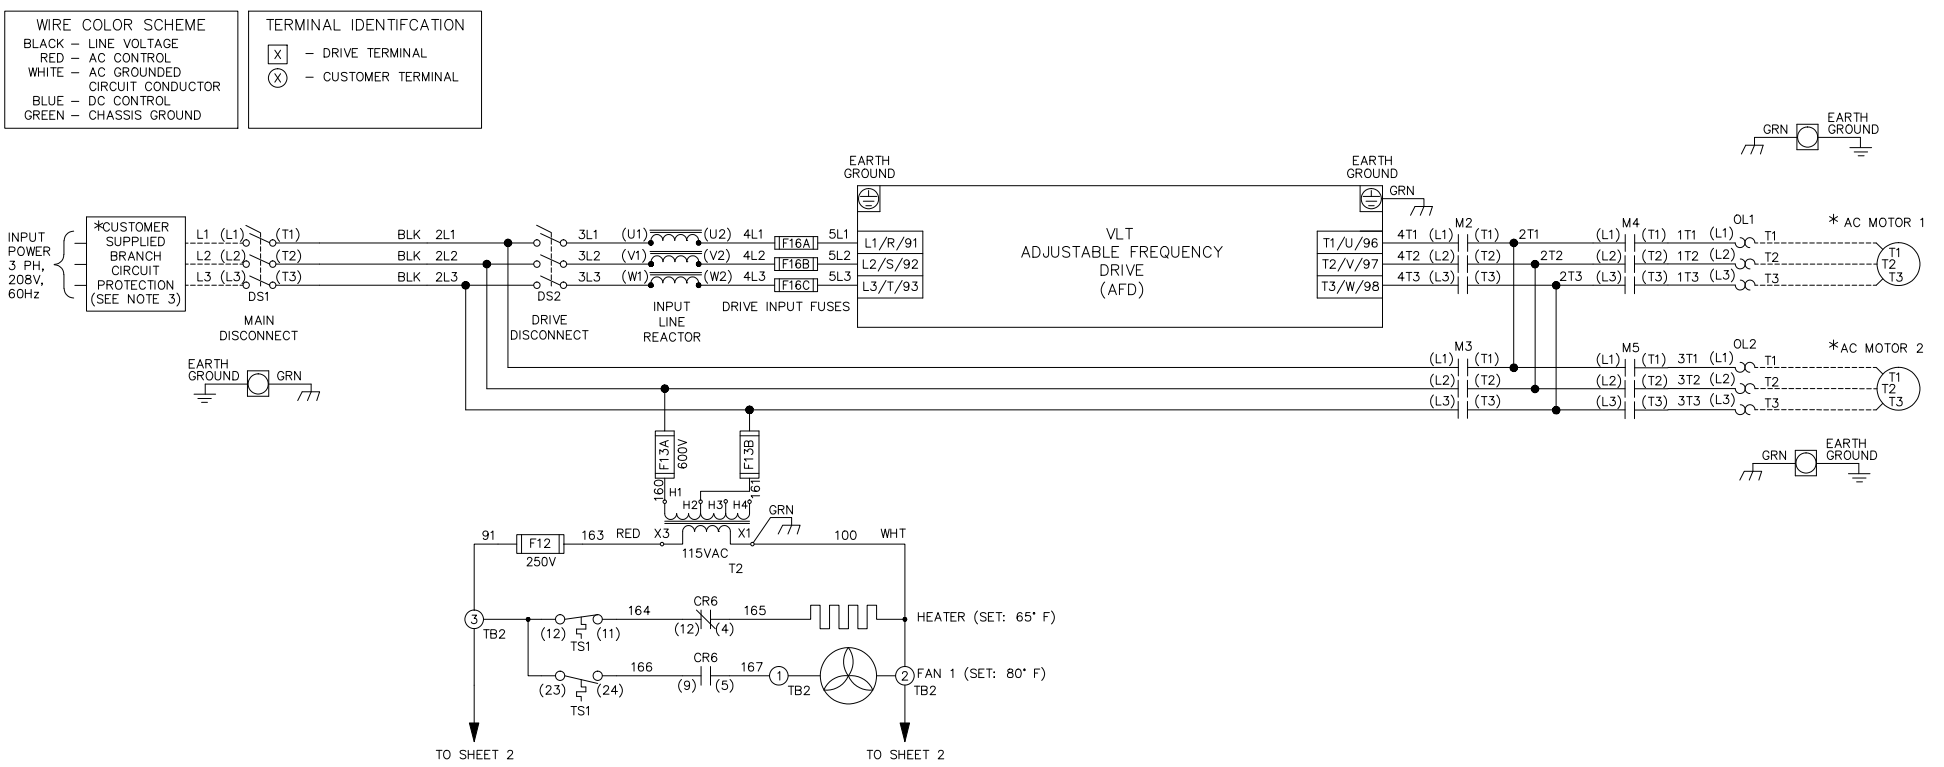 WIRE COLOR SCHEME
BLACK – LINE VOLTAGE
RED – AC CONTROL
WHITE – AC GROUNDED
CIRCUIT CONDUCTOR
BLUE – DC CONTROL
GREEN – CHASSIS GROUND
TERMINAL IDENTIFCATION
X – DRIVE TERMINAL
X – CUSTOMER TERMINAL
INPUT
POWER
3 PH,
208V,
60Hz
*CUSTOMER
SUPPLIED
BRANCH
CIRCUIT
PROTECTION
(SEE NOTE 3)
L1 (L1) (T1) BLK 2L1 3L1 (U1) (U2) 4L1 F16A 5L1 L1/R/91
L2 (L2) (T2) BLK 2L2 3L2 (V1) (V2) 4L2 F16B 5L2 L2/S/92
L3 (L3) (T3) BLK 2L3 3L3 (W1) (W2) 4L3 F16C 5L3 L3/T/93
DS1
MAIN
DISCONNECT
DS2
DRIVE
DISCONNECT
INPUT
LINE
REACTOR
DRIVE INPUT FUSES
EARTH
GROUND
GRN
EARTH
GROUND
VLT
ADJUSTABLE FREQUENCY
DRIVE
(AFD)
EARTH
GROUND
GRN
M2 M4 OL1
T1/U/96 4T1 (L1) (T1) 2T1 (L1) (T1) 1T1 (L1) T1
T2/V/97 4T2 (L2) (T2) 2T2 (L2) (T2) 1T2 (L2) T2
T3/W/98 4T3 (L3) (T3) 2T3 (L3) (T3) 1T3 (L3) T3
* AC MOTOR 1
T1
T2
T3
GRN
EARTH
GROUND
M3 M5 OL2
(L1) (T1) (L1) (T1) 3T1 (L1) T1
(L2) (T2) (L2) (T2) 3T2 (L2) T2
(L3) (T3) (L3) (T3) 3T3 (L3) T3
*AC MOTOR 2
T1
T2
T3
GRN
EARTH
GROUND
F13A
600V
F13B
160
161
H1
H2 H3 H4
GRN
91 F12 163 RED X3 X1 100 WHT
250V
115VAC
T2
3
TB2
(12) (11) 164 CR6 (12) (4) 165
TS1
HEATER (SET: 65° F)
(23) (24) 166 CR6 (9) (5) 167 1 TB2
TS1
2 FAN 1 (SET: 80° F)
TB2
TO SHEET 2
TO SHEET 2